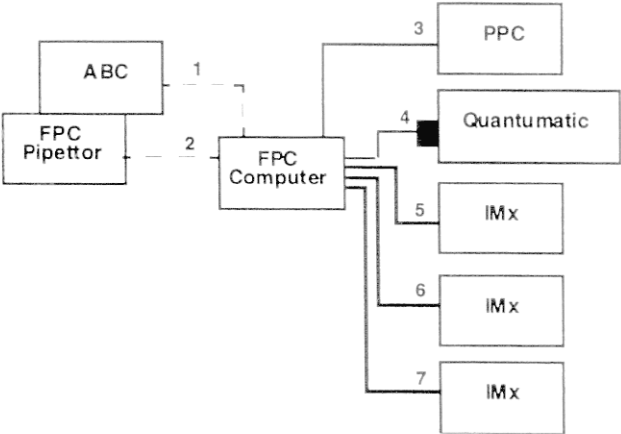 3
PPC
ABC
1
4
Quantumatic
FPC
Pipettor
2
FPC
Computer
5
IMx
6
IMx
7
IMx